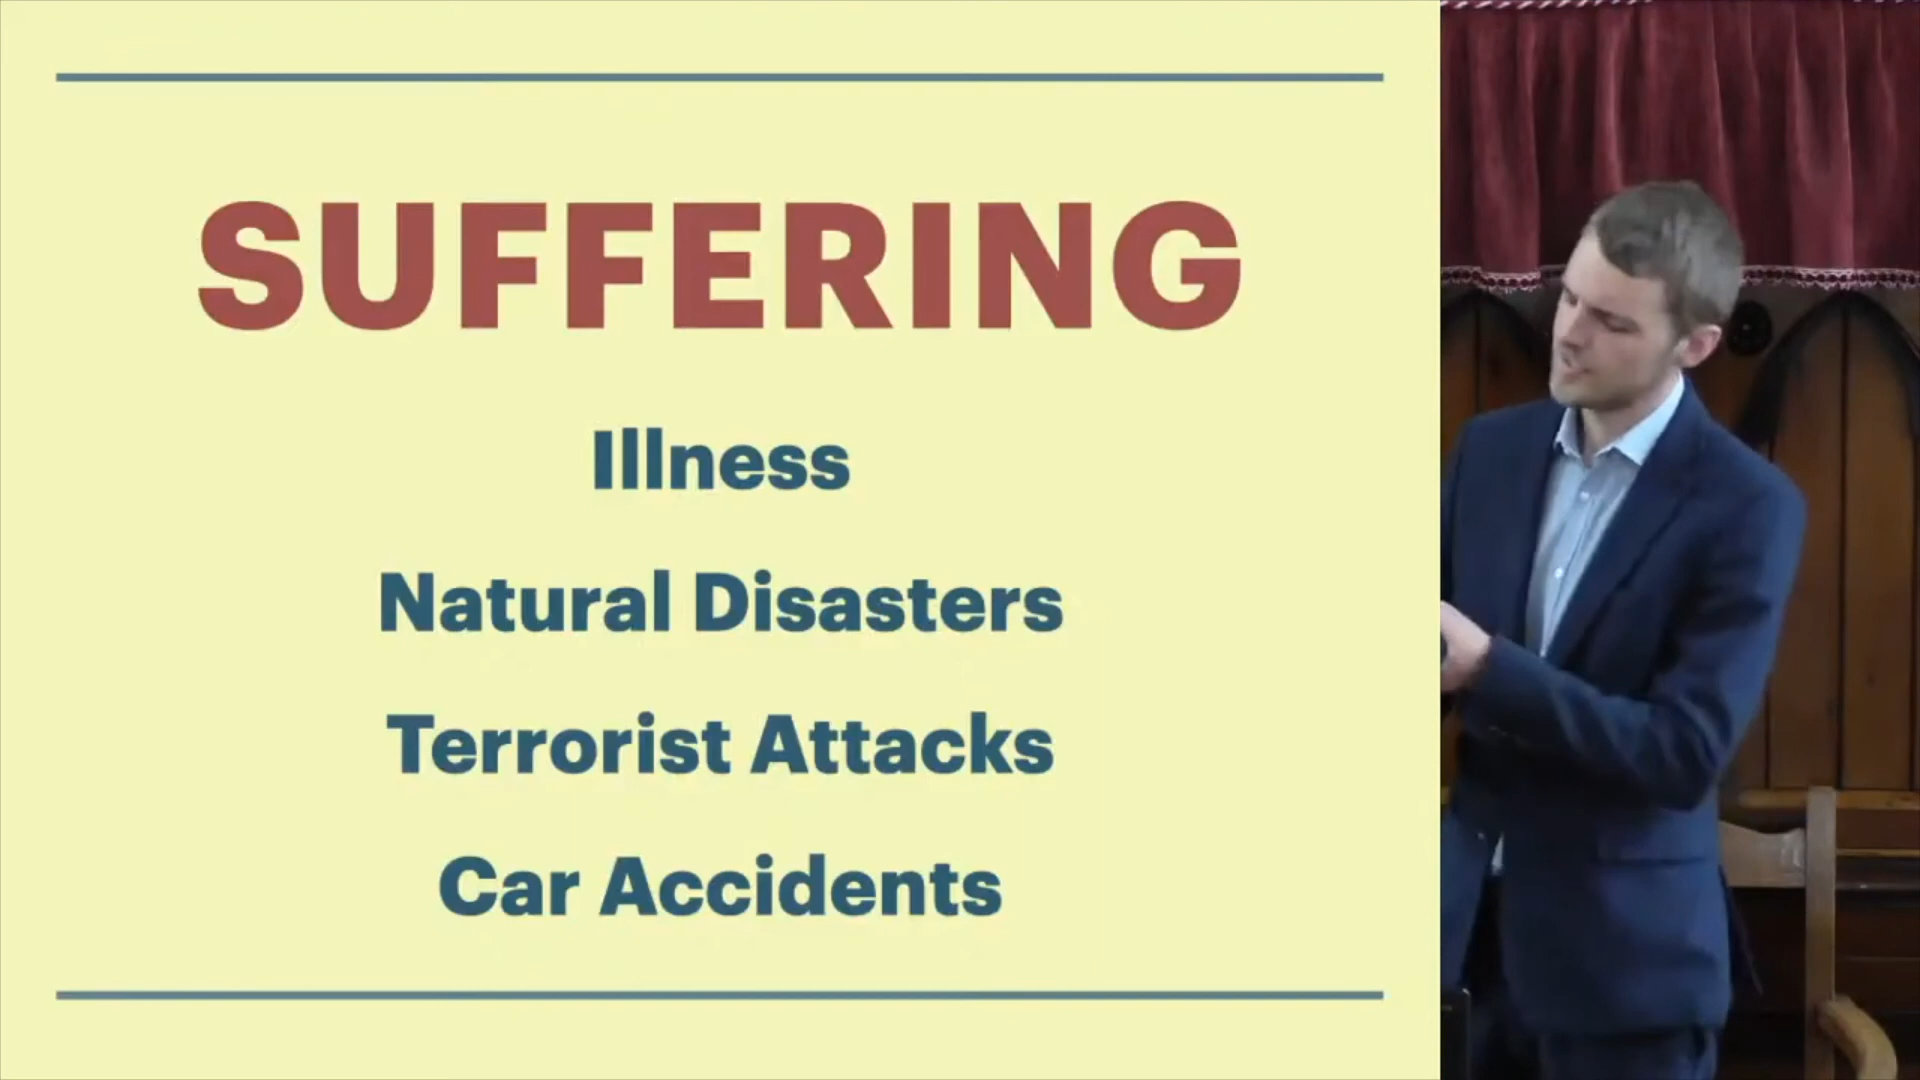 SUFFERING
Illness
Natural Disasters
Terrorist Attacks
Car Accidents